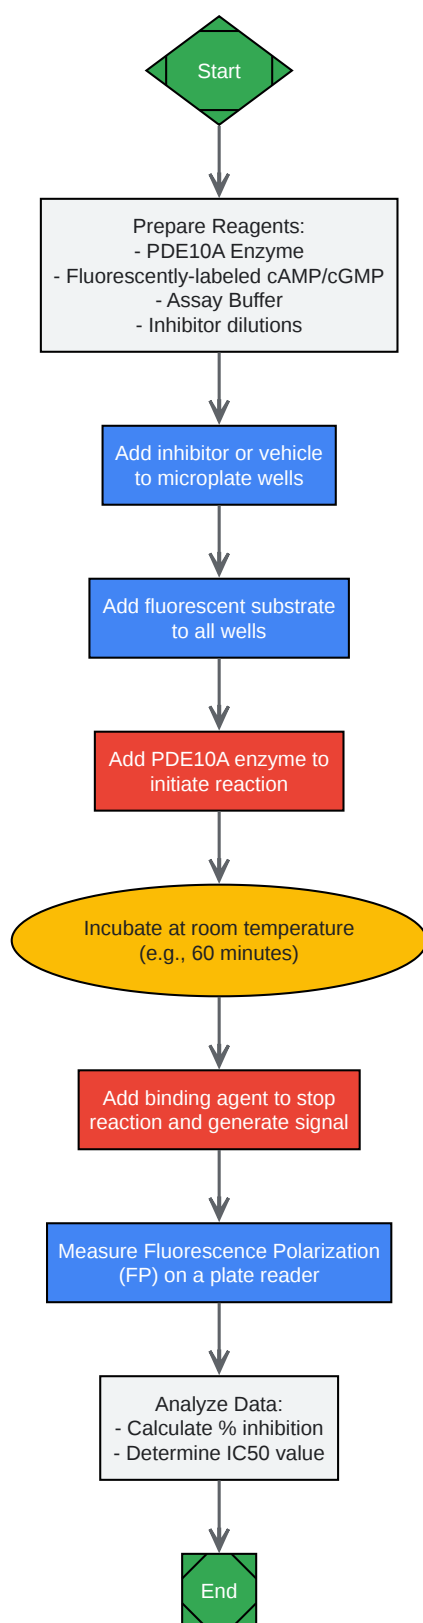 Start
Prepare Reagents:
- PDE10A Enzyme
- Fluorescently-labeled cAMP/cGMP
- Assay Buffer
- Inhibitor dilutions
Add inhibitor or vehicle
to microplate wells
Add fluorescent substrate
to all wells
Add PDE10A enzyme to
initiate reaction
Incubate at room temperature
(e.g., 60 minutes)
Add binding agent to stop
reaction and generate signal
Measure Fluorescence Polarization
(FP) on a plate reader
Analyze Data:
- Calculate % inhibition
- Determine IC50 value
End